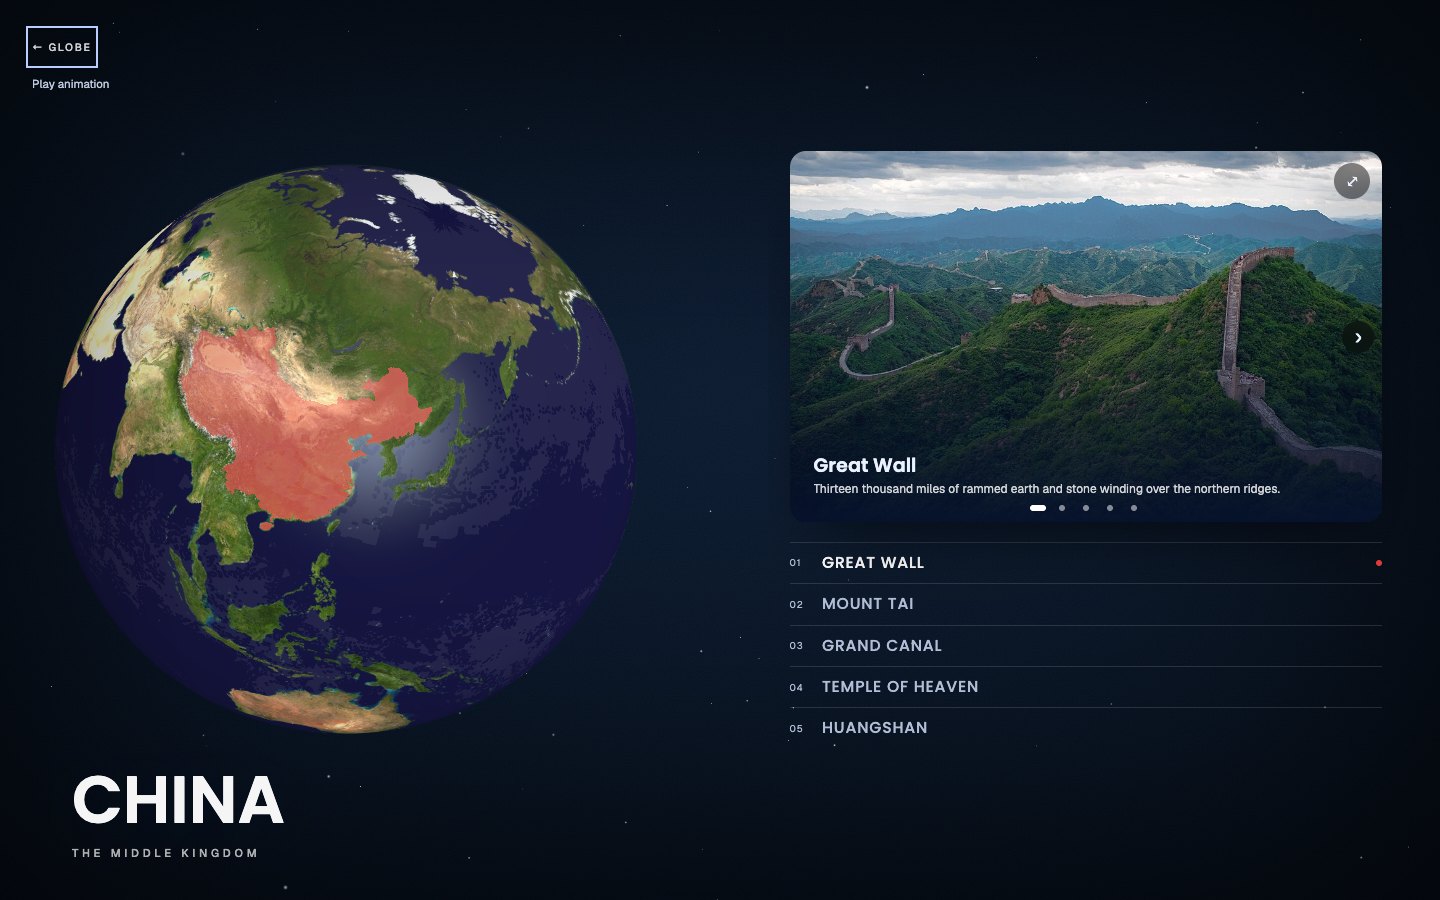 ← GLOBE
Play animation
Great Wall
Thirteen thousand miles of rammed earth and stone winding over the northern ridges.
01 GREAT WALL
02 MOUNT TAI
03 GRAND CANAL
04 TEMPLE OF HEAVEN
05 HUANGSHAN
CHINA
THE MIDDLE KINGDOM